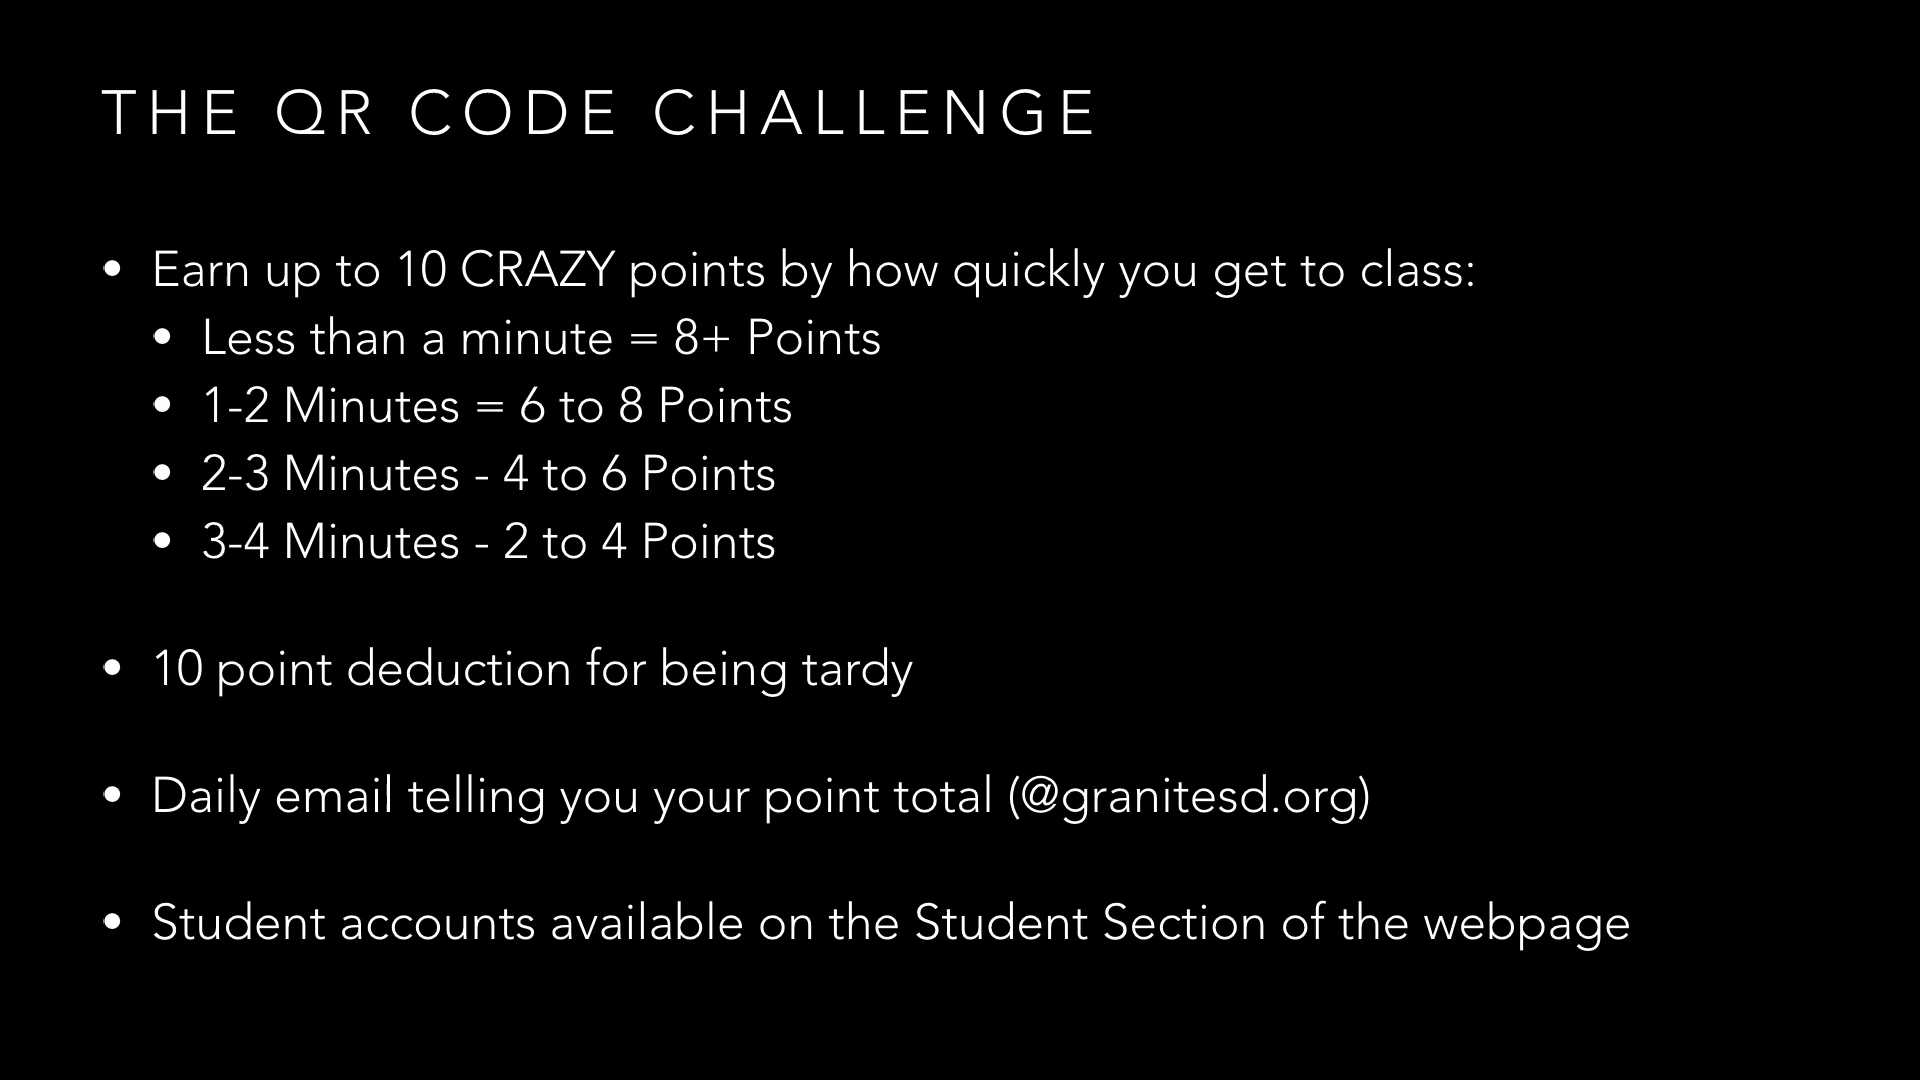 THE QR CODE CHALLENGE
• Earn up to 10 CRAZY points by how quickly you get to class:
• Less than a minute = 8+ Points
• 1-2 Minutes = 6 to 8 Points
• 2-3 Minutes - 4 to 6 Points
• 3-4 Minutes - 2 to 4 Points
• 10 point deduction for being tardy
• Daily email telling you your point total (@granitesd.org)
• Student accounts available on the Student Section of the webpage